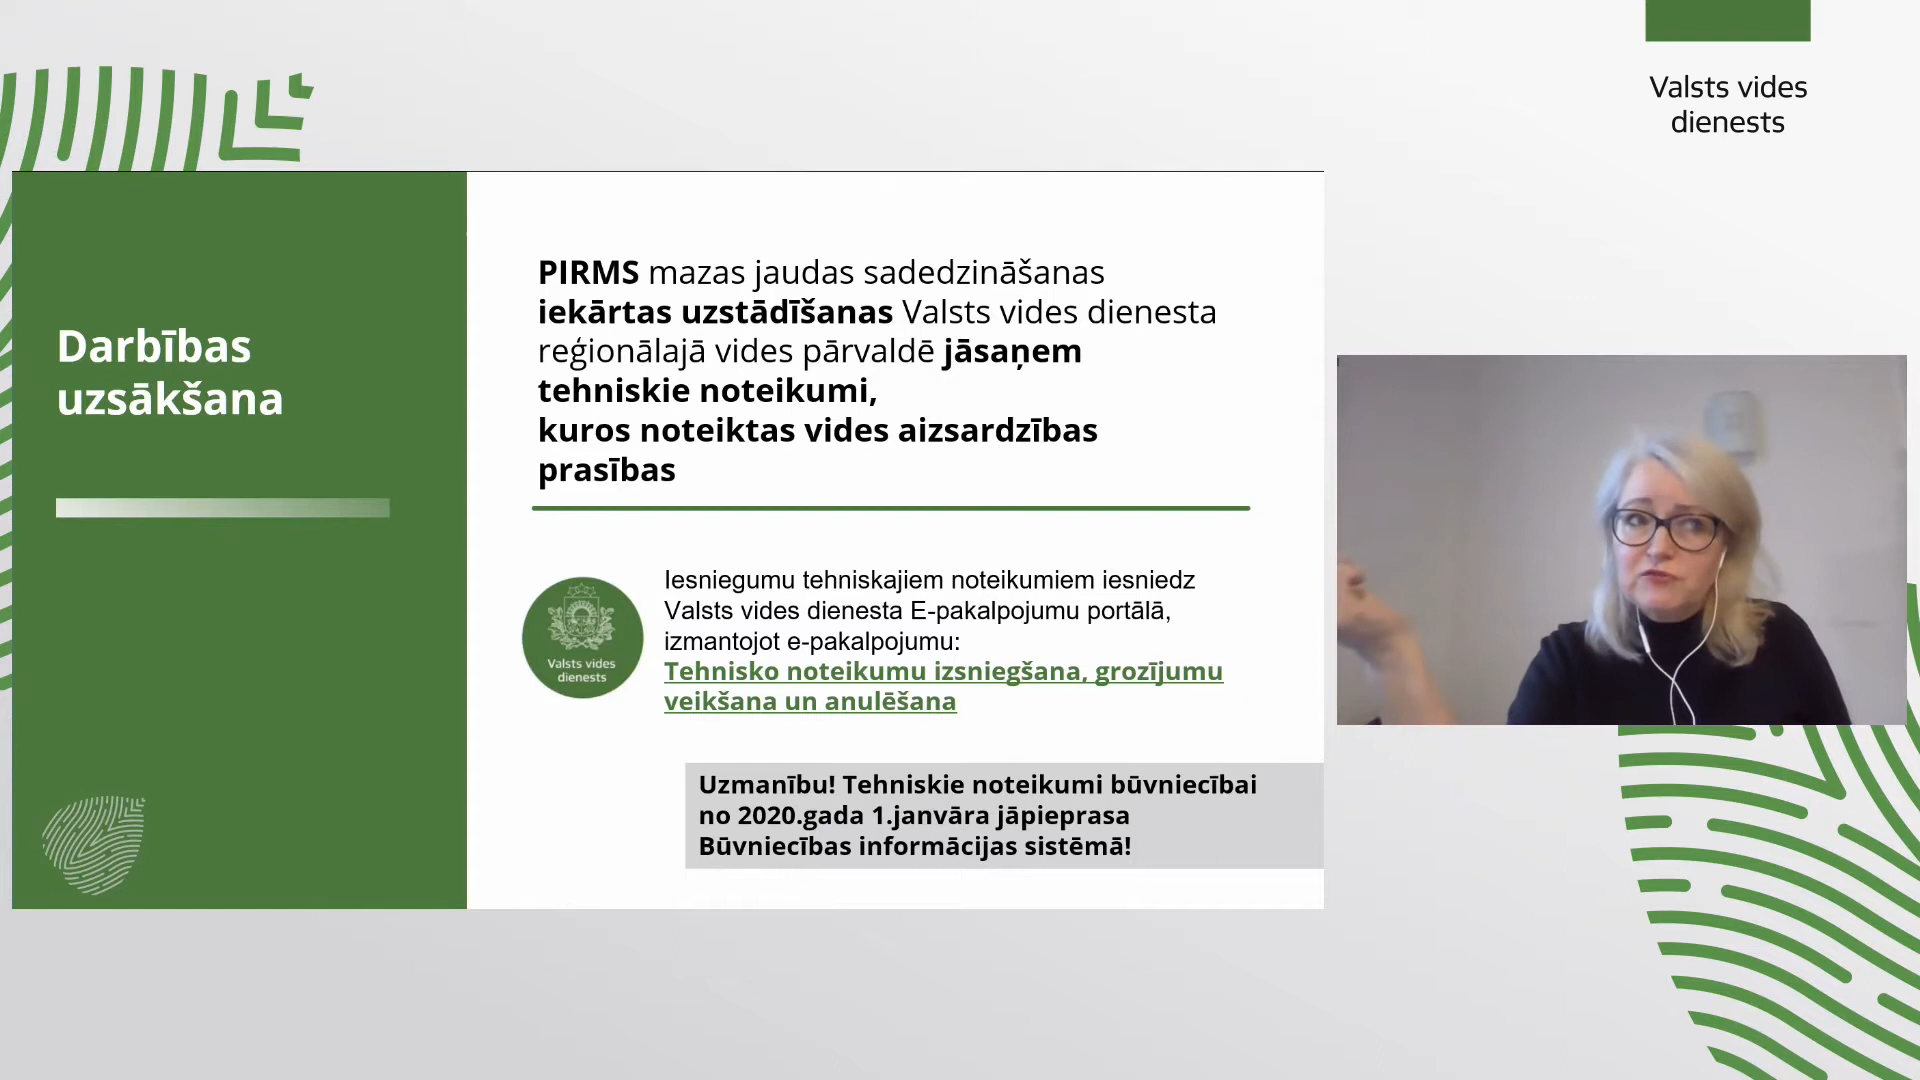 Valsts vides
dienests
Darbības
uzsākšana
PIRMS mazas jaudas sadedzināšanas
iekārtas uzstādīšanas Valsts vides dienesta
reģionālajā vides pārvaldē jāsaņem
tehniskie noteikumi,
kuros noteiktas vides aizsardzības
prasības
Valsts vides
dienests
Iesniegumu tehniskajiem noteikumiem iesniedz
Valsts vides dienesta E-pakalpojumu portālā,
izmantojot e-pakalpojumu:
Tehnisko noteikumu izsniegšana, grozījumu
veikšana un anulēšana
Uzmanību! Tehniskie noteikumi būvniecībai
no 2020.gada 1.janvāra jāpieprasa
Būvniecības informācijas sistēmā!